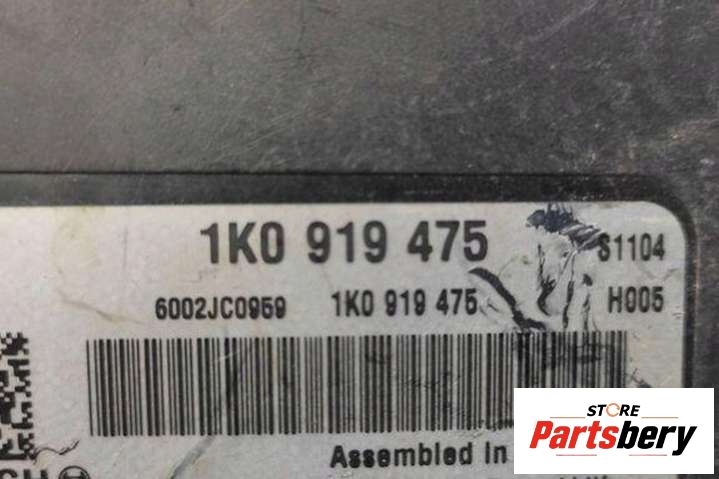 1K0 919 475
S1104
6002JC0959 1K0 919 475 H005
Assembled in
STORE
Partsbery